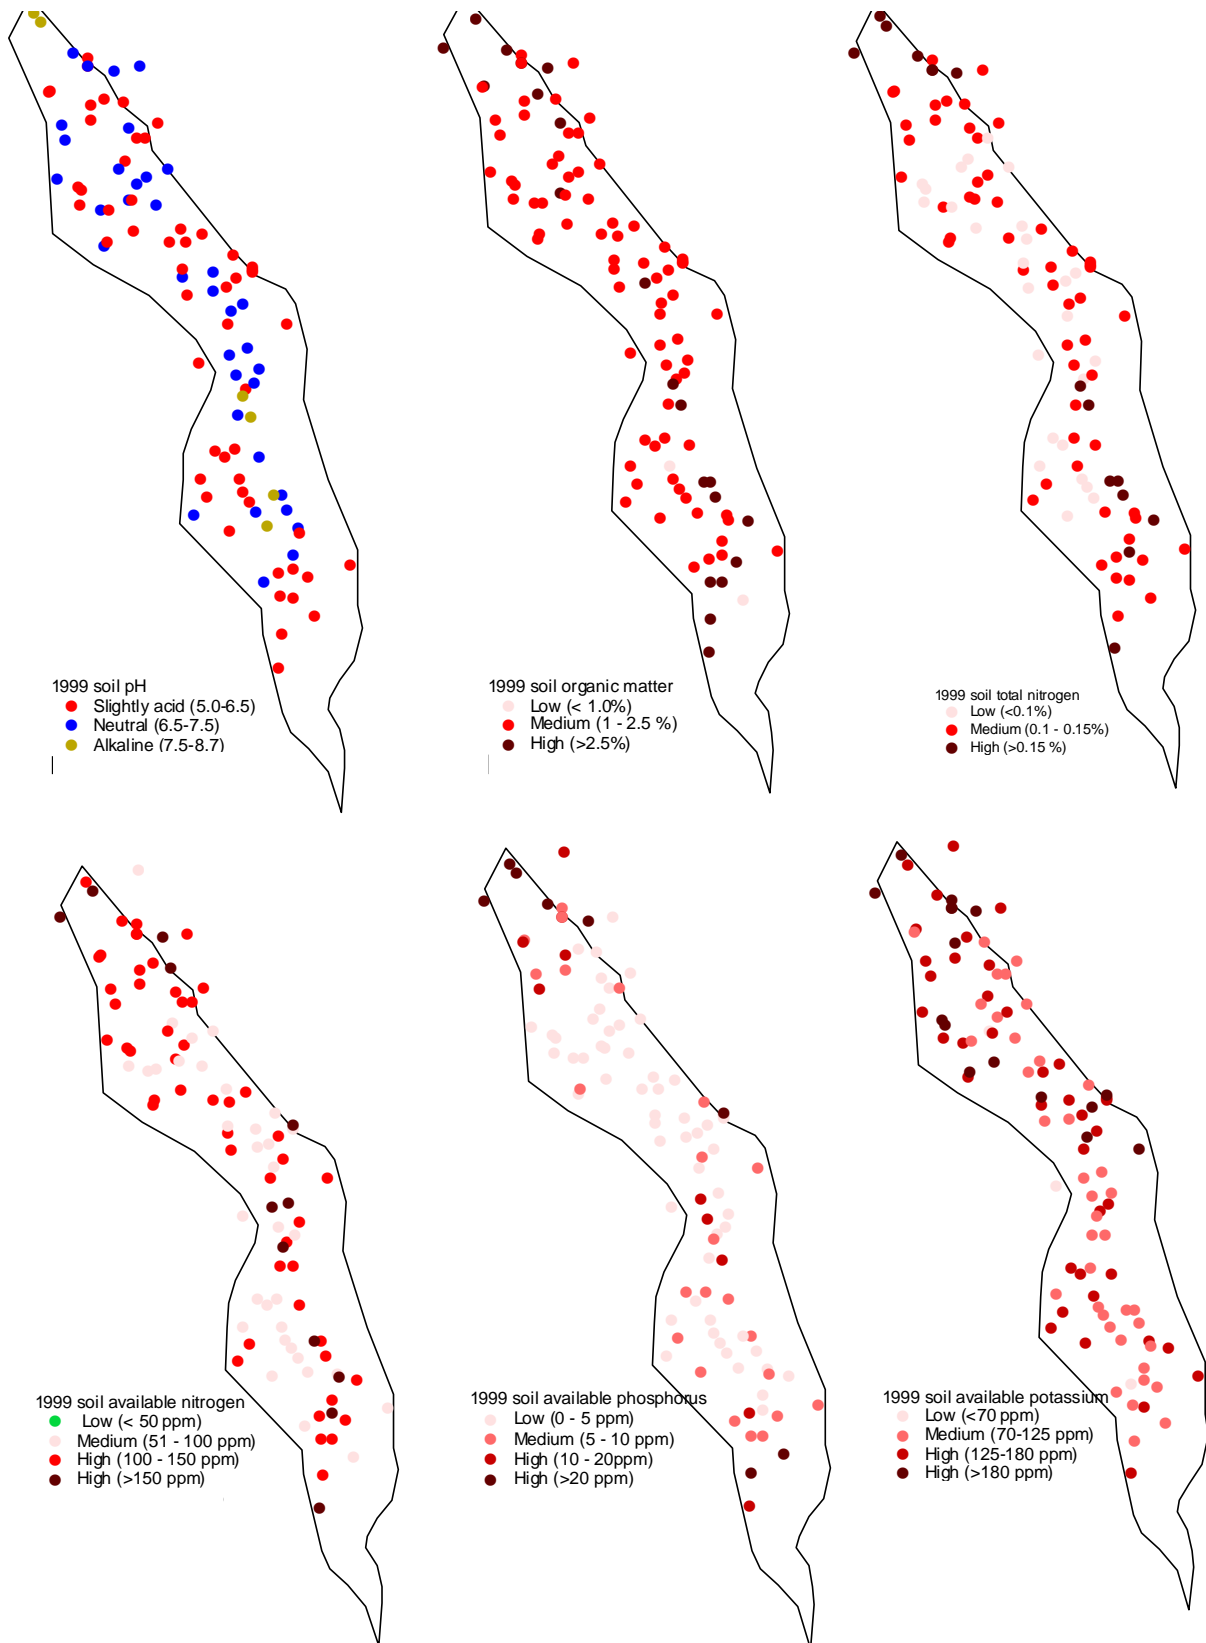 1999 soil pH
Slightly acid (5.0-6.5)
Neutral (6.5-7.5)
Alkaline (7.5-8.7)
1999 soil organic matter
Low (< 1.0%)
Medium (1 - 2.5 %)
High (>2.5%)
1999 soil total nitrogen
Low (<0.1%)
Medium (0.1 - 0.15%)
High (>0.15 %)
1999 soil available nitrogen
Low (< 50 ppm)
Medium (51 - 100 ppm)
High (100 - 150 ppm)
High (>150 ppm)
1999 soil available phosphorus
Low (0 - 5 ppm)
Medium (5 - 10 ppm)
High (10 - 20ppm)
High (>20 ppm)
1999 soil available potassium
Low (<70 ppm)
Medium (70-125 ppm)
High (125-180 ppm)
High (>180 ppm)